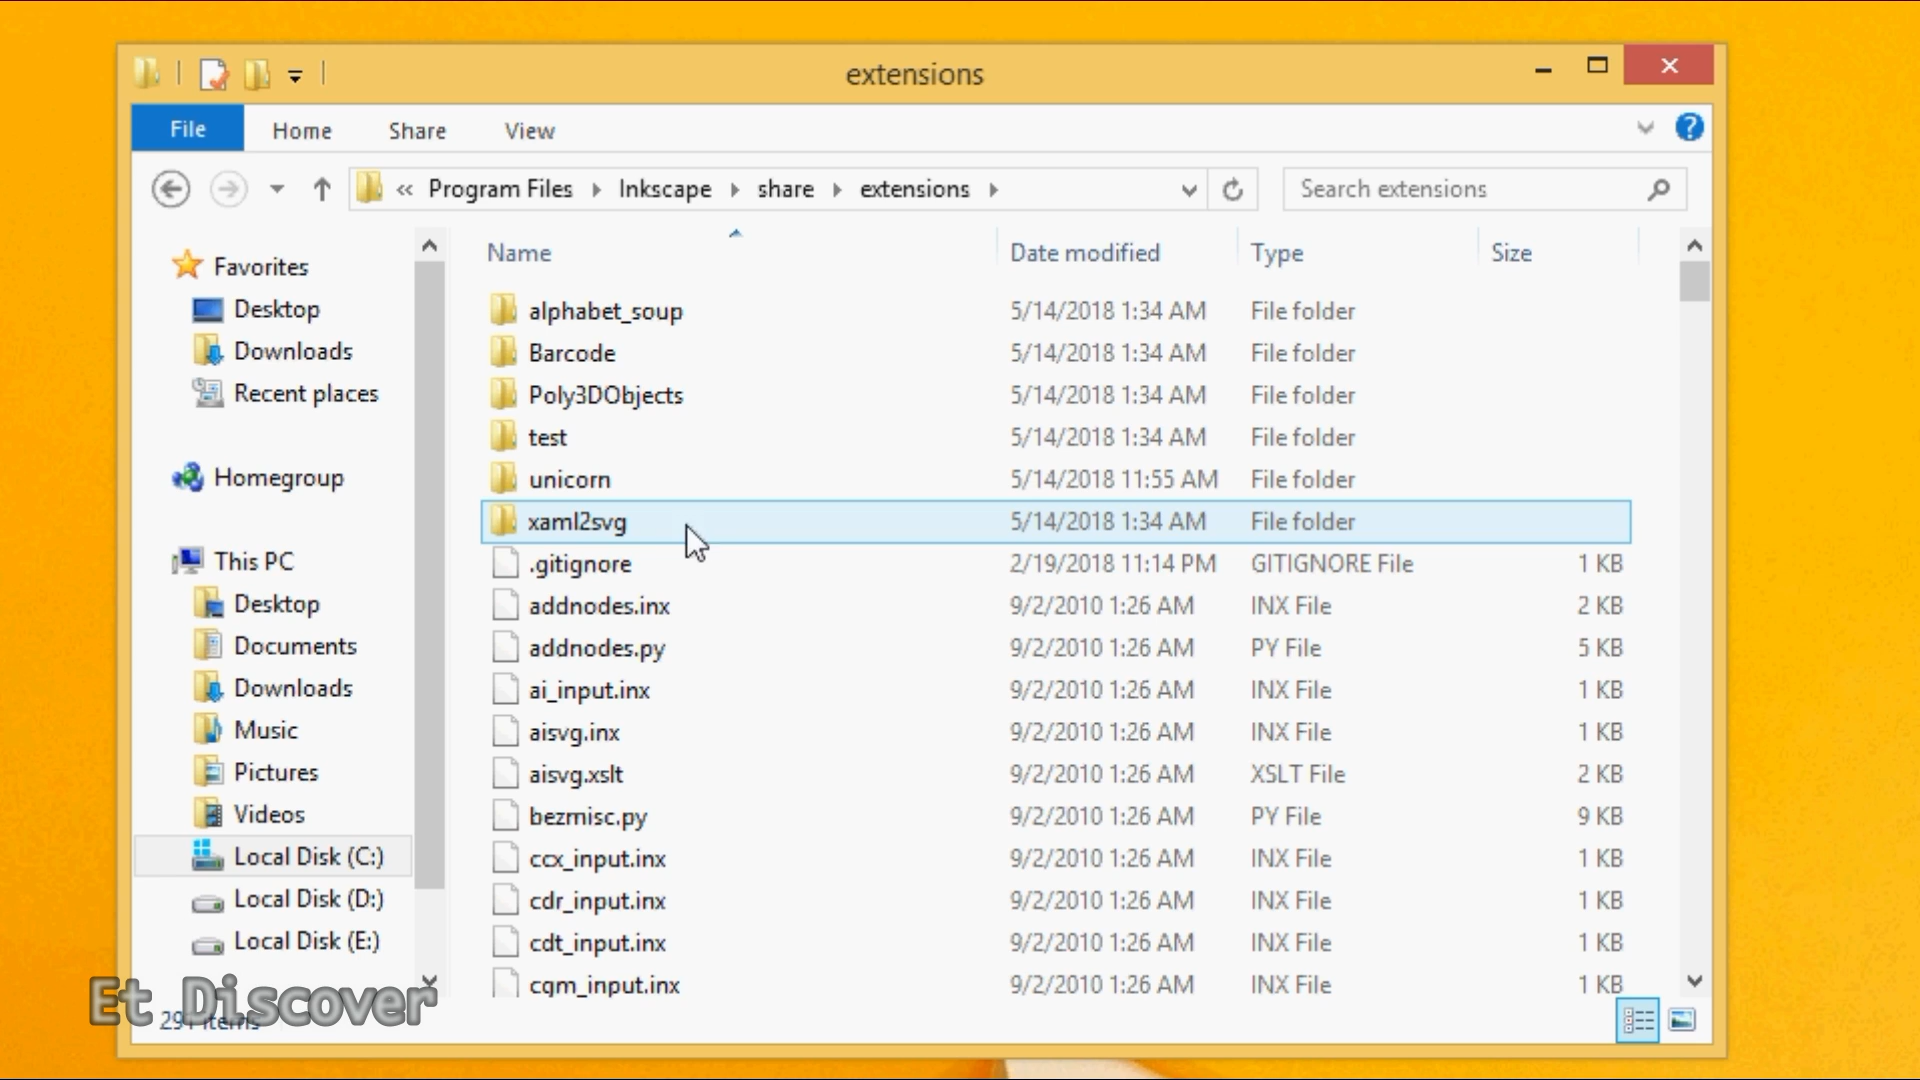 extensions
File Home Share View
« Program Files Inkscape share extensions Search extensions
Favorites
Desktop
Downloads
Recent places
Homegroup
This PC
Desktop
Documents
Downloads
Music
Pictures
Videos
Local Disk (C:)
Local Disk (D:)
Local Disk (E:)
Name Date modified Type Size
alphabet_soup 5/14/2018 1:34 AM File folder
Barcode 5/14/2018 1:34 AM File folder
Poly3DObjects 5/14/2018 1:34 AM File folder
test 5/14/2018 1:34 AM File folder
unicorn 5/14/2018 11:55 AM File folder
xaml2svg 5/14/2018 1:34 AM File folder
.gitignore 2/19/2018 11:14 PM GITIGNORE File 1 KB
addnodes.inx 9/2/2010 1:26 AM INX File 2 KB
addnodes.py 9/2/2010 1:26 AM PY File 5 KB
ai_input.inx 9/2/2010 1:26 AM INX File 1 KB
aisvg.inx 9/2/2010 1:26 AM INX File 1 KB
aisvg.xslt 9/2/2010 1:26 AM XSLT File 2 KB
bezmisc.py 9/2/2010 1:26 AM PY File 9 KB
ccx_input.inx 9/2/2010 1:26 AM INX File 1 KB
cdr_input.inx 9/2/2010 1:26 AM INX File 1 KB
cdt_input.inx 9/2/2010 1:26 AM INX File 1 KB
cgm_input.inx 9/2/2010 1:26 AM INX File 1 KB
Et Discover
items